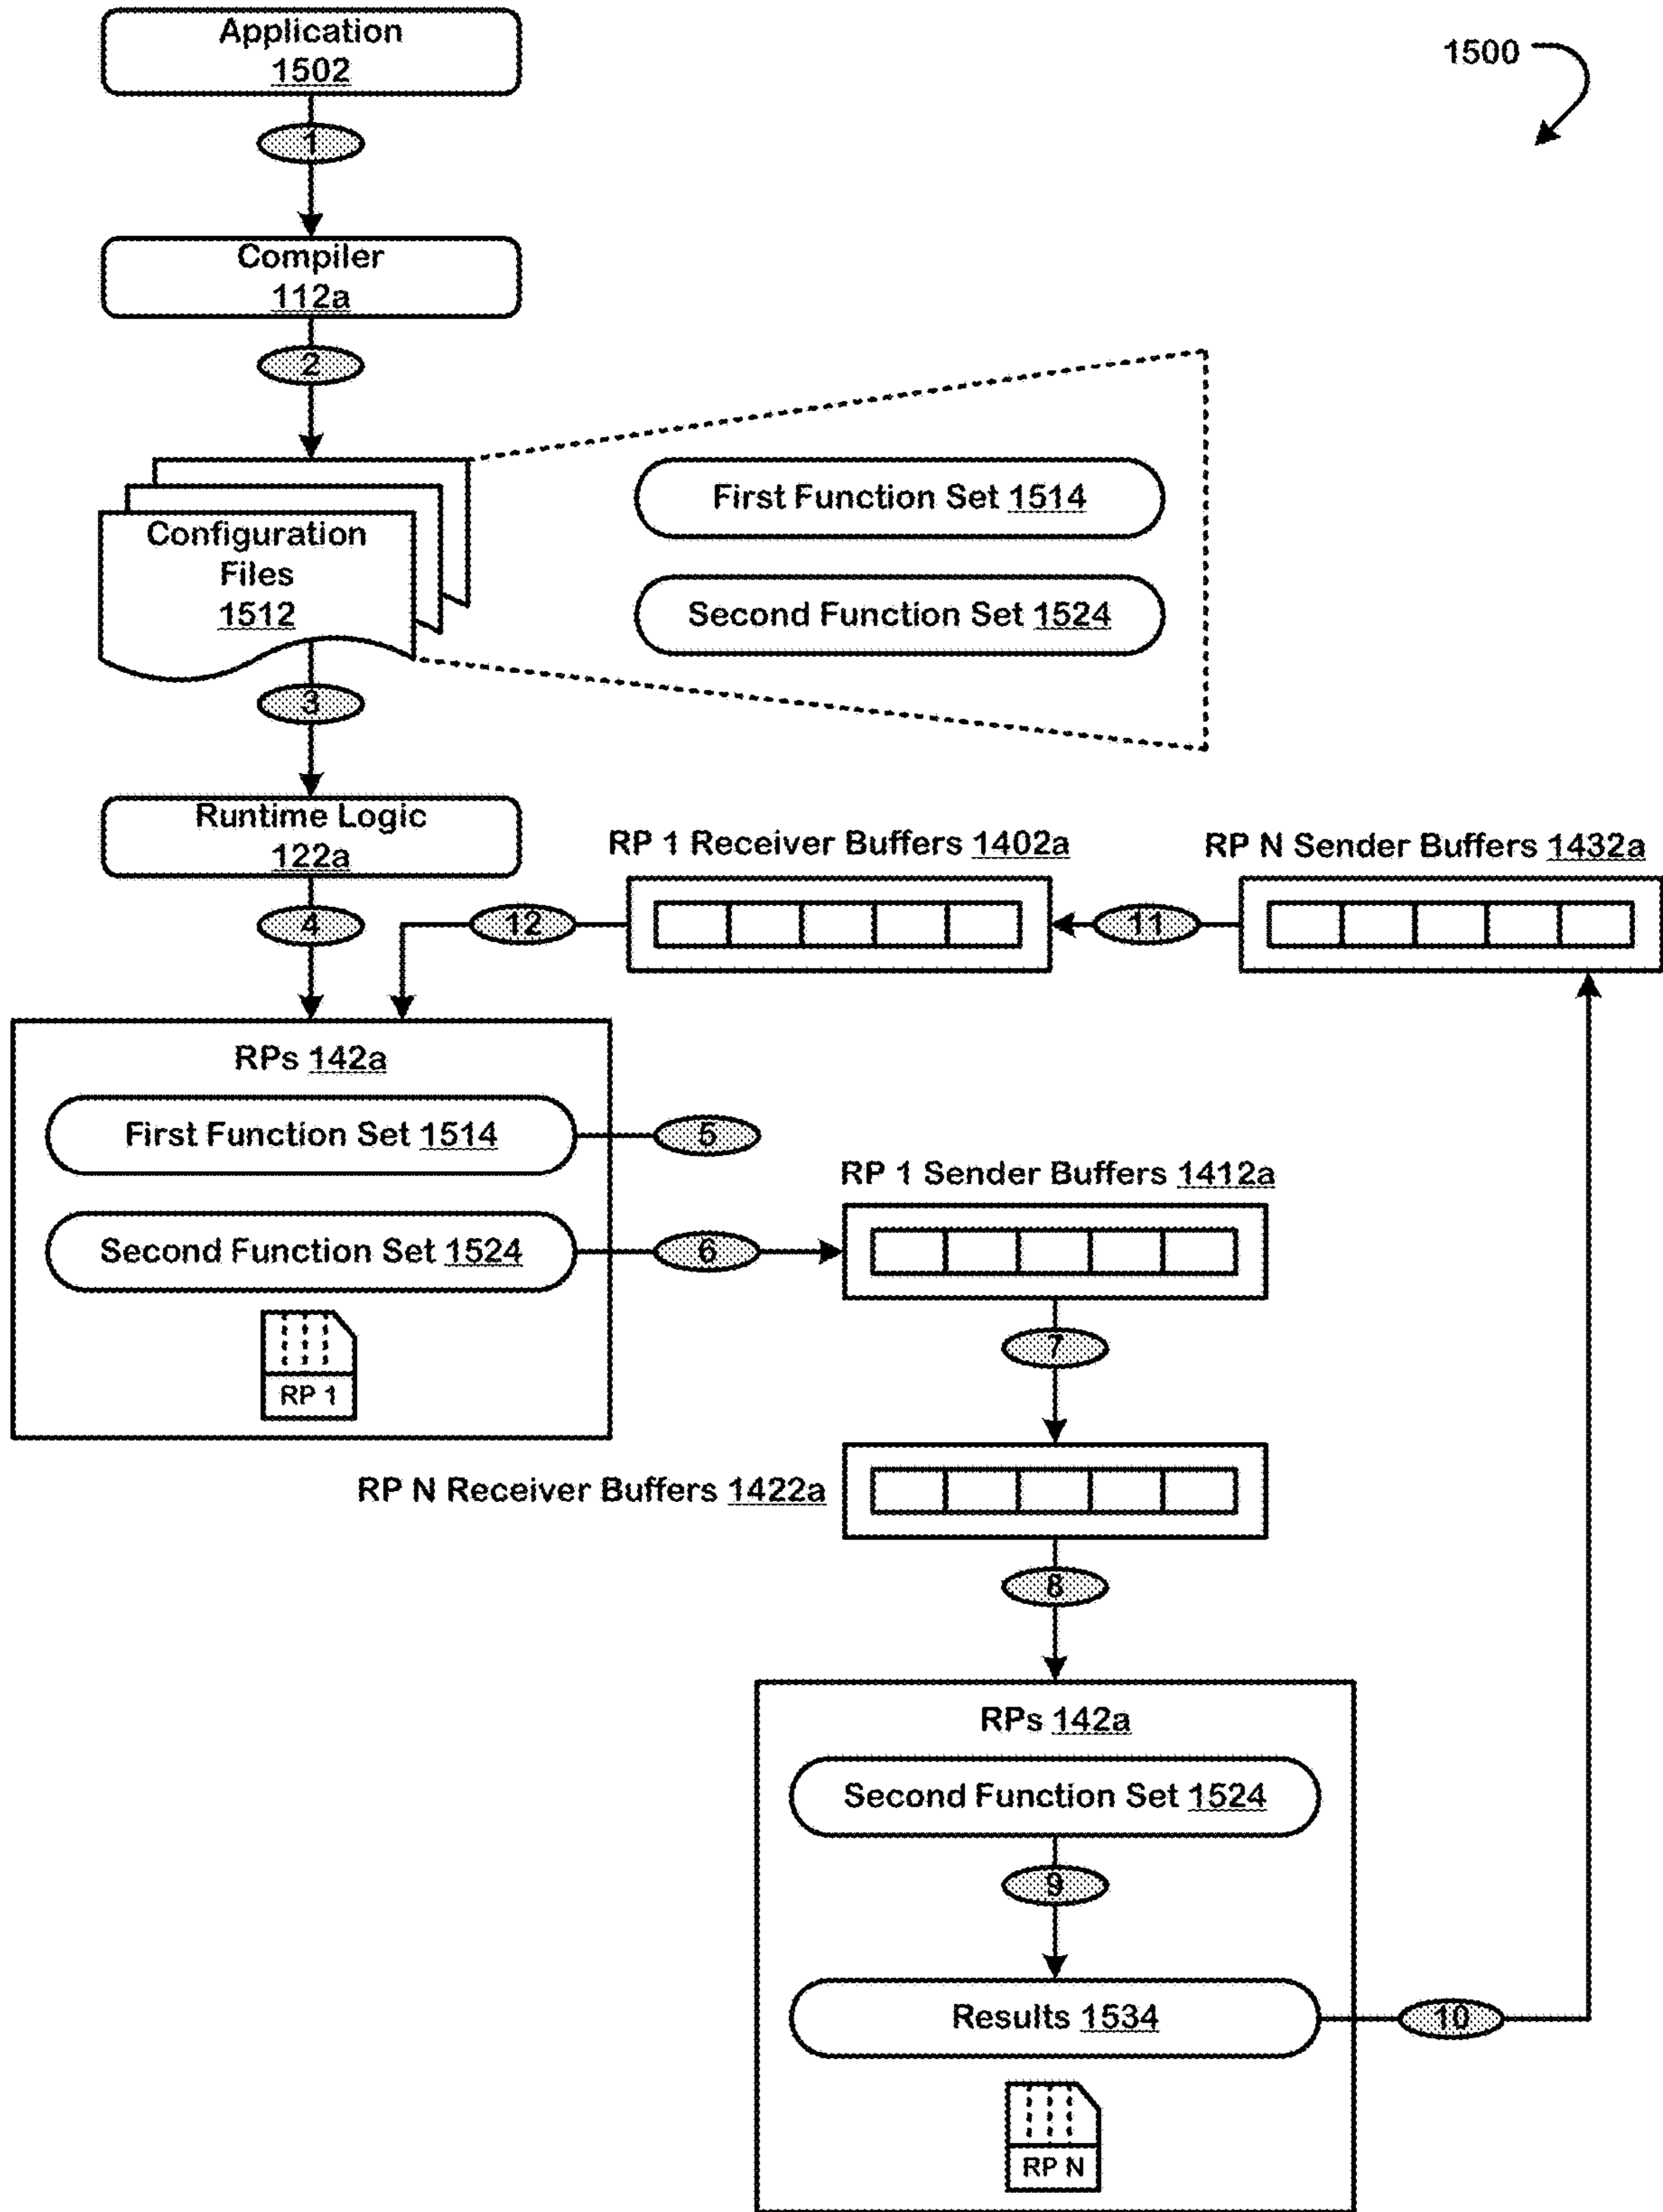 Application
1502
1500
1
Compiler
112a
2
First Function Set 1514
Configuration
Files
1512
Second Function Set 1524
3
Runtime Logic
122a
RP 1 Receiver Buffers 1402a
RP N Sender Buffers 1432a
4
12
11
RPs 142a
First Function Set 1514
5
RP 1 Sender Buffers 1412a
Second Function Set 1524
6
7
RP 1
RP N Receiver Buffers 1422a
8
RPs 142a
Second Function Set 1524
9
Results 1534
10
RP N